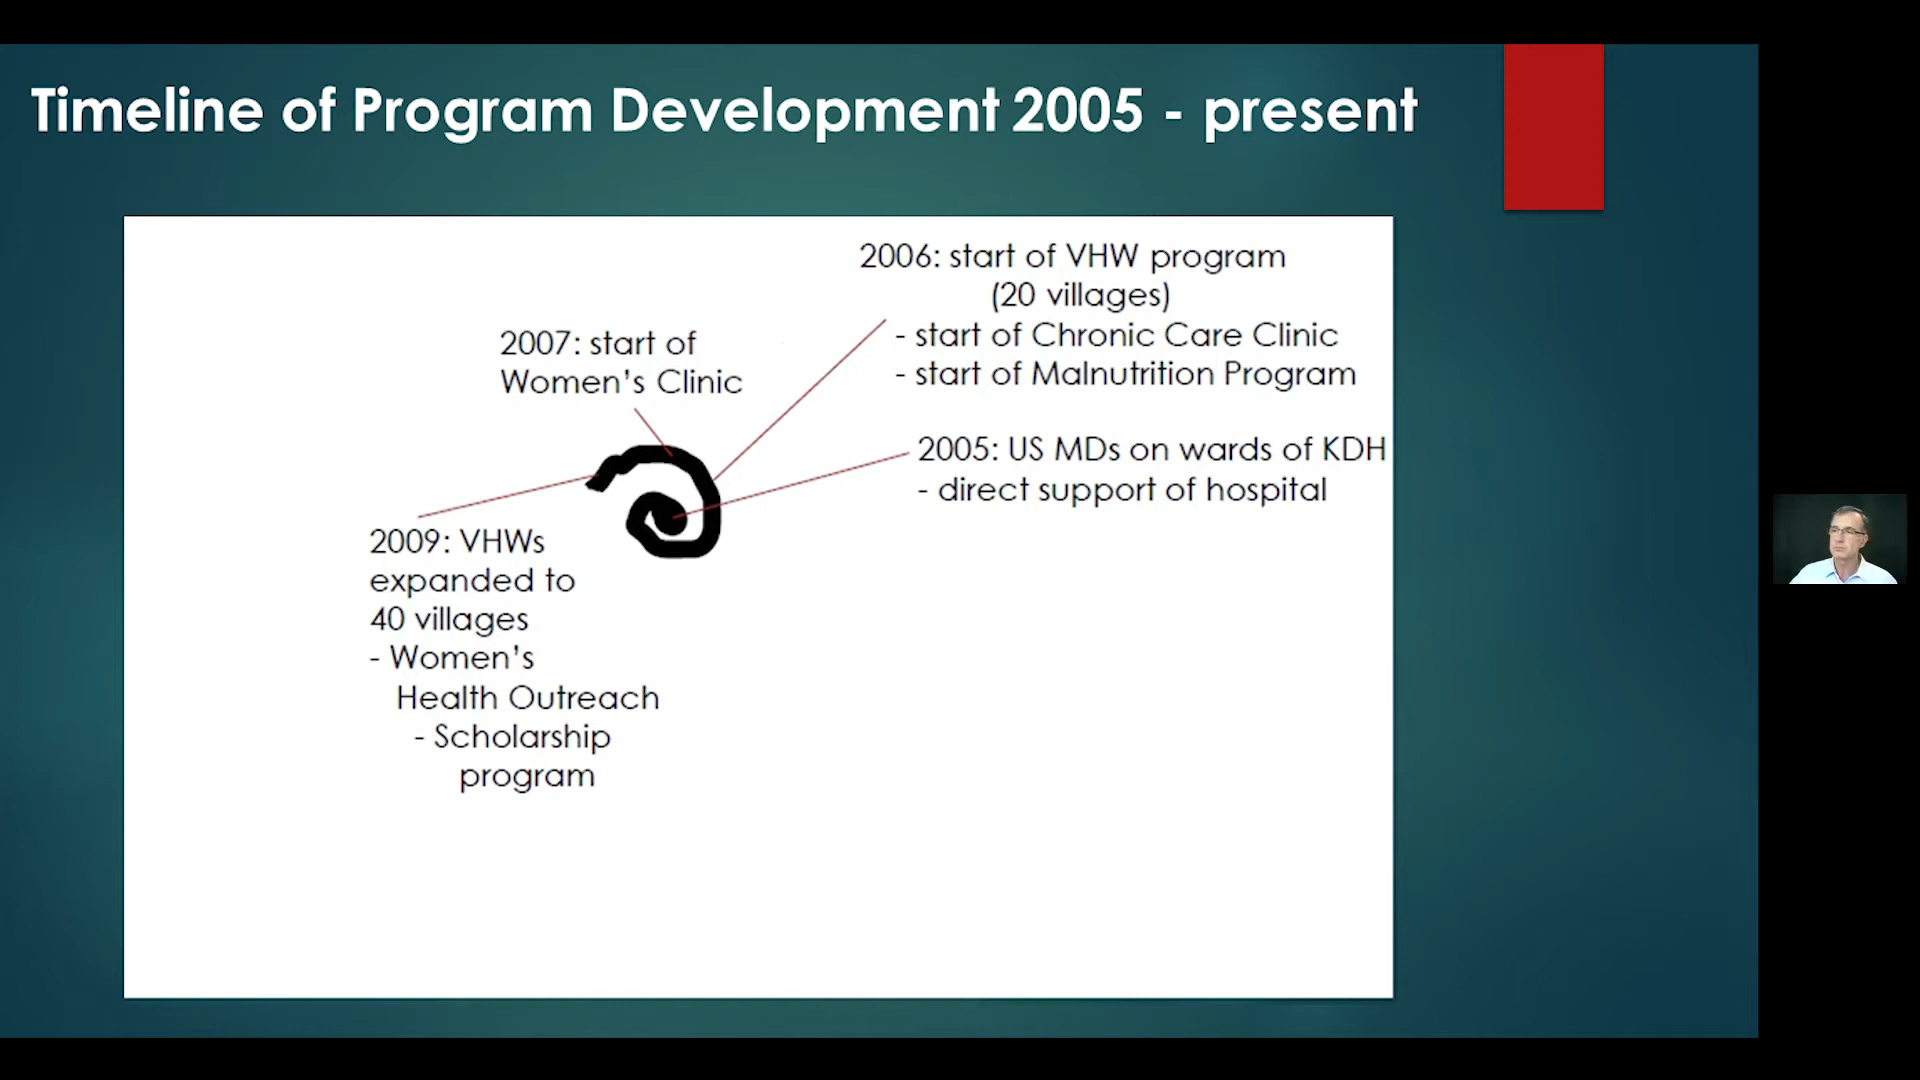 Timeline of Program Development 2005 - present
2006: start of VHW program
(20 villages)
- start of Chronic Care Clinic
- start of Malnutrition Program
2007: start of
Women's Clinic
2005: US MDs on wards of KDH
- direct support of hospital
2009: VHWs
expanded to
40 villages
- Women's
Health Outreach
- Scholarship
program